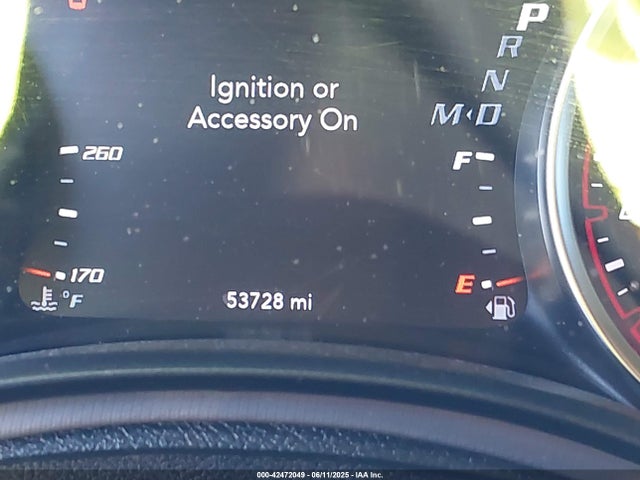 P
R
N
M◂D
Ignition or
Accessory On
260
F
170
°F
E
53728 mi
000-42472049 - 06/11/2025 - IAA Inc.